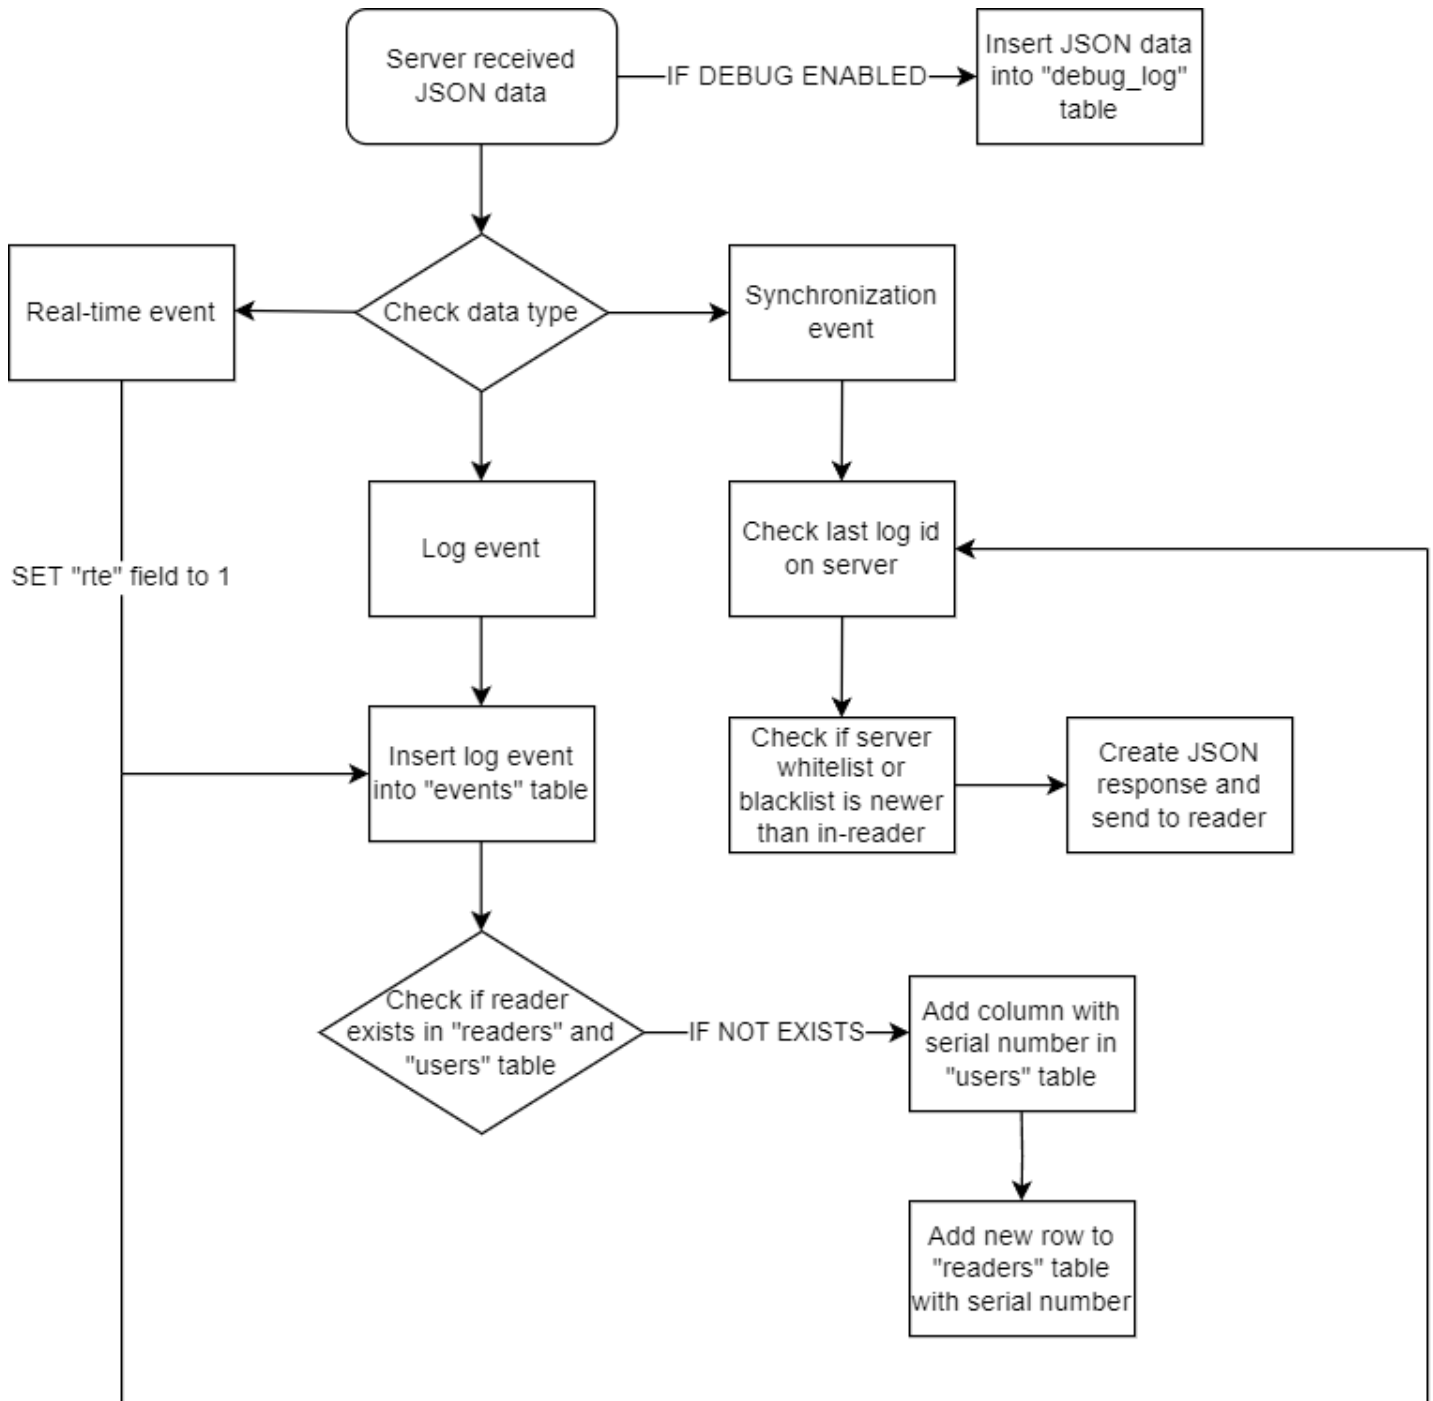 Server received
JSON data
IF DEBUG ENABLED
Insert JSON data
into "debug_log"
table
Real-time event
Check data type
Synchronization
event
Log event
Check last log id
on server
SET "rte" field to 1
Insert log event
into "events" table
Check if server
whitelist or
blacklist is newer
than in-reader
Create JSON
response and
send to reader
Check if reader
exists in "readers" and
"users" table
IF NOT EXISTS
Add column with
serial number in
"users" table
Add new row to
"readers" table
with serial number